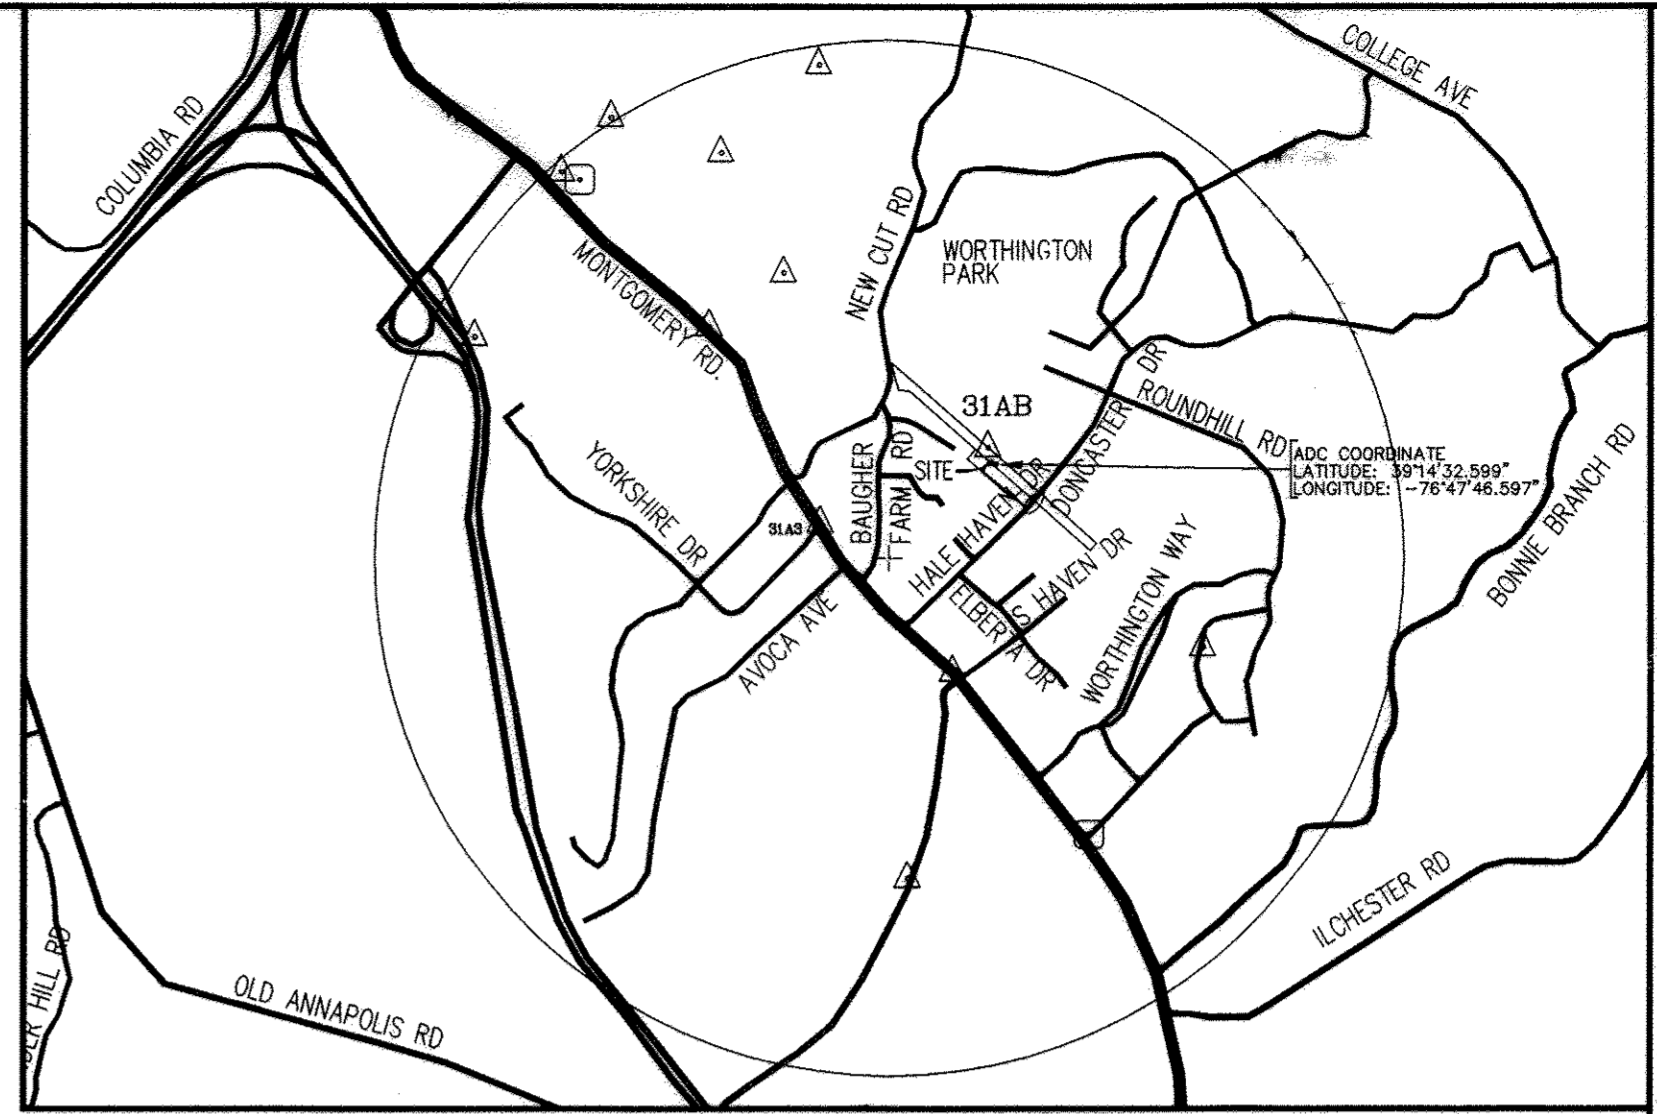 COLLEGE AVE
COLUMBIA RD
NEW CUT RD
WORTHINGTON
PARK
MONTGOMERY RD.
DR
ROUNDHILL RD
31AB
DONCASTER
ADC COORDINATE
LATITUDE: 39°14'32.599"
LONGITUDE: -76°47'46.597"
BONNIE BRANCH RD
YORKSHIRE DR
BAUGHER
FARM RD
SITE
HALE HAVEN DR
31A3
S HAVEN DR
ELBERTA DR
WORTHINGTON WAY
AVOCA AVE
ILCHESTER RD
HILL RD
OLD ANNAPOLIS RD